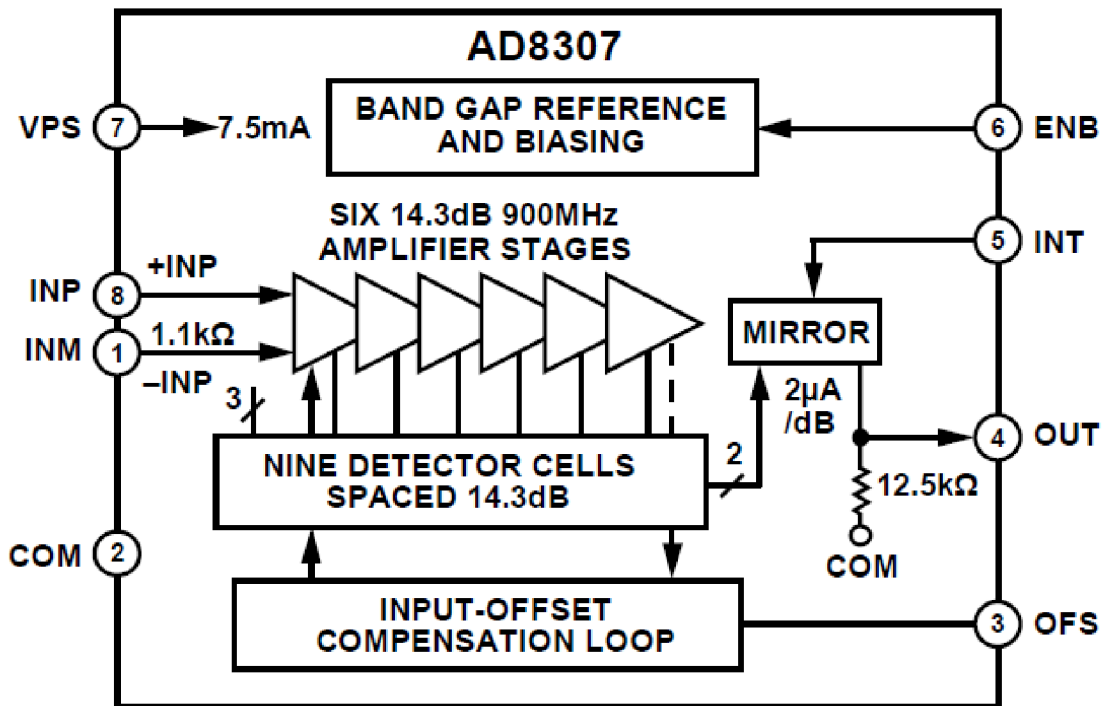 AD8307
BAND GAP REFERENCE
AND BIASING
VPS
7
7.5mA
6
ENB
SIX 14.3dB 900MHz
AMPLIFIER STAGES
5
INT
INP
8
+INP
INM
1
1.1kΩ
–INP
MIRROR
3
2μA
/dB
2
4
OUT
NINE DETECTOR CELLS
SPACED 14.3dB
12.5kΩ
COM
COM
2
INPUT-OFFSET
COMPENSATION LOOP
3
OFS